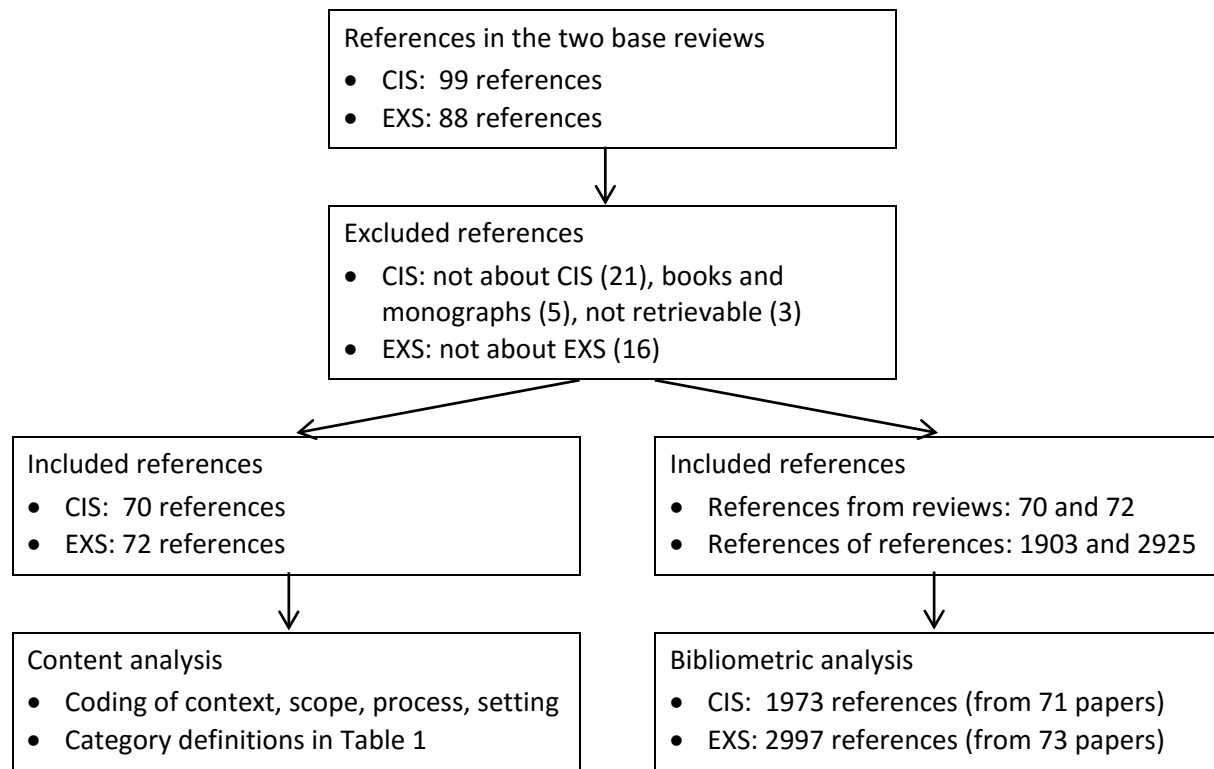 References in the two base reviews
• CIS: 99 references
• EXS: 88 references
Excluded references
• CIS: not about CIS (21), books and
monographs (5), not retrievable (3)
• EXS: not about EXS (16)
Included references
• CIS: 70 references
• EXS: 72 references
Included references
• References from reviews: 70 and 72
• References of references: 1903 and 2925
Content analysis
• Coding of context, scope, process, setting
• Category definitions in Table 1
Bibliometric analysis
• CIS: 1973 references (from 71 papers)
• EXS: 2997 references (from 73 papers)